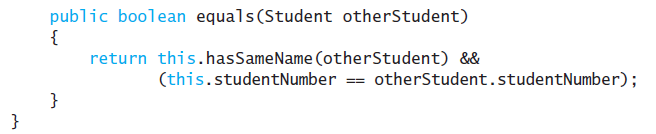 public boolean equals(Student otherStudent)
{
return this.hasSameName(otherStudent) &&
(this.studentNumber == otherStudent.studentNumber);
}
}